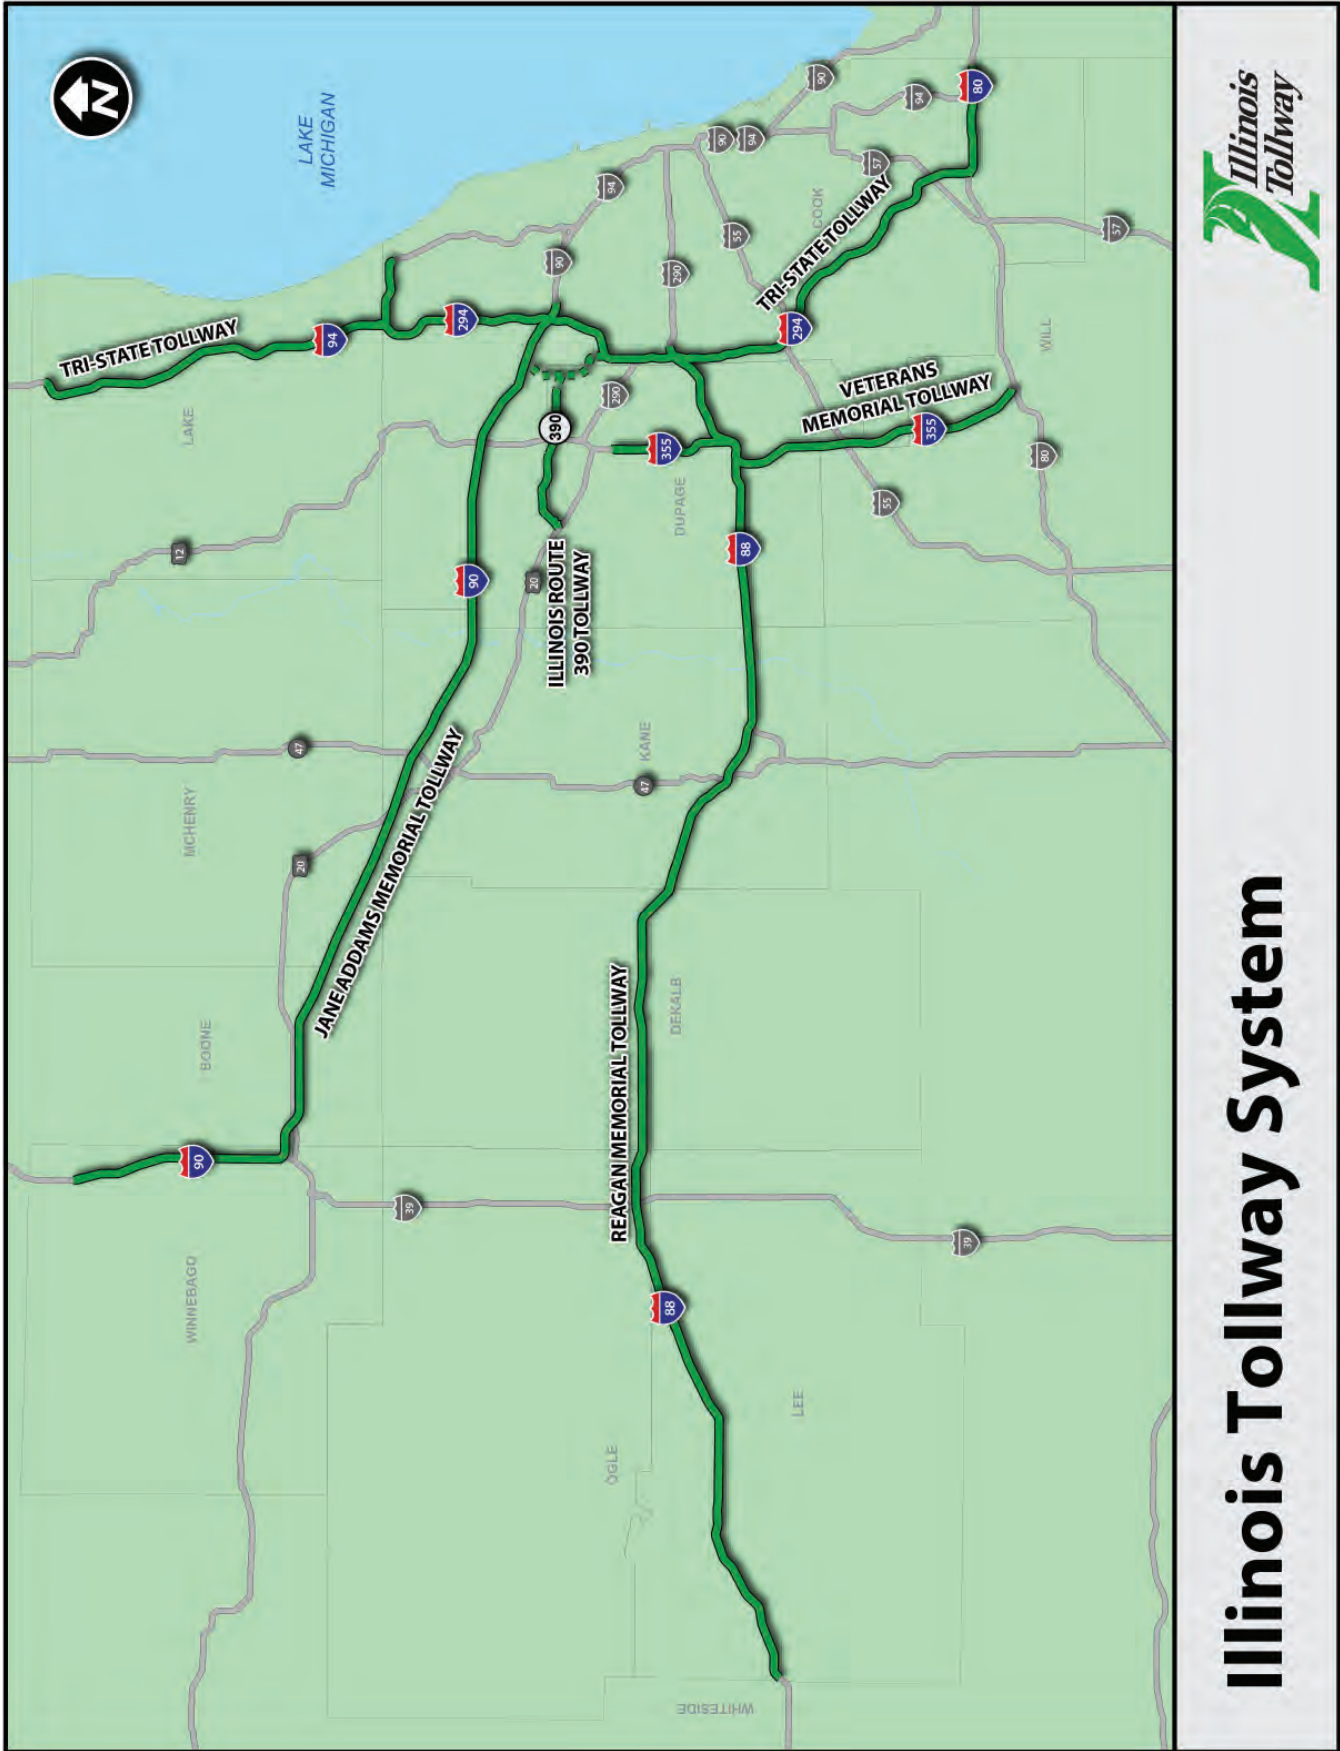 N
LAKE
MICHIGAN
TRI-STATE TOLLWAY
94
LAKE
12
47
MCHENRY
20
BOONE
90
WINNEBAGO
39
294
90
94
90
JANE ADDAMS MEMORIAL TOLLWAY
20
390
ILLINOIS ROUTE
390 TOLLWAY
290
290
355
DUPAGE
KANE
47
REAGAN MEMORIAL TOLLWAY
DEKALB
88
88
OGLE
LEE
WHITESIDE
90
94
55
TRI-STATE TOLLWAY
294
COOK
57
90
94
80
VETERANS
MEMORIAL TOLLWAY
355
55
WILL
80
57
39
Illinois Tollway System
Illinois
Tollway